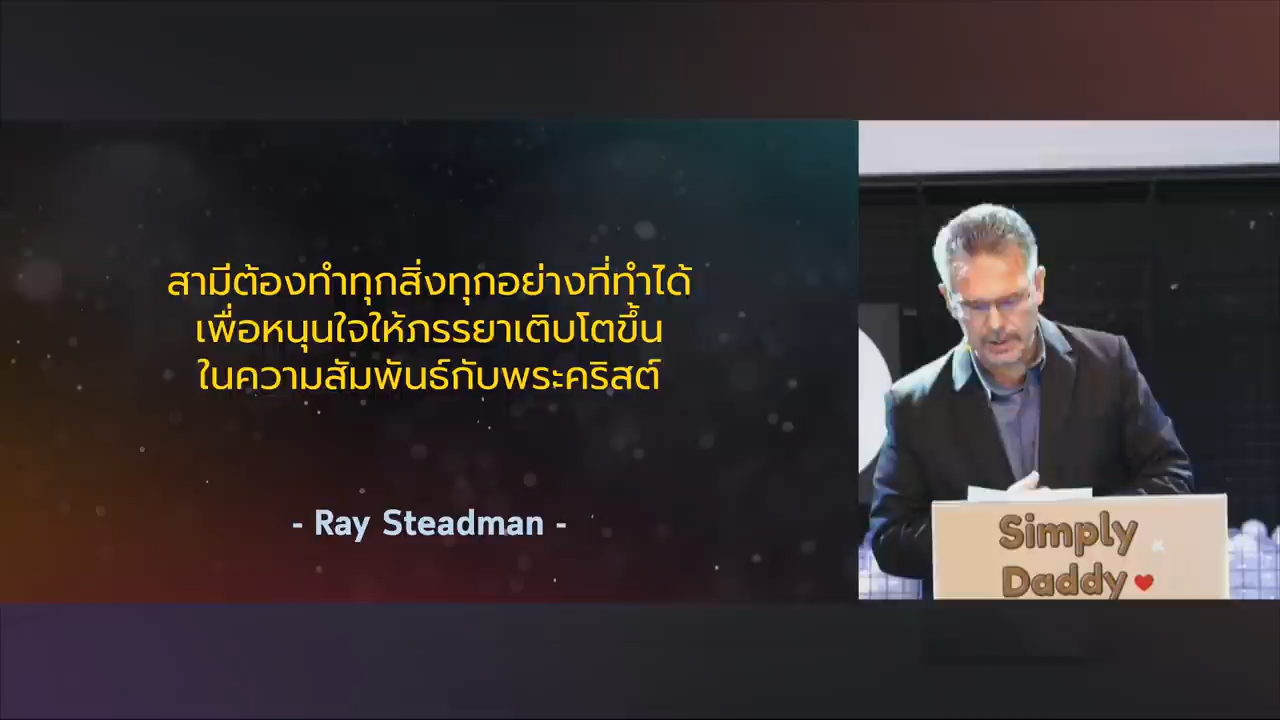 สามีต้องทำทุกสิ่งทุกอย่างที่ทำได้
เพื่อหนุนใจให้ภรรยาเติบโตขึ้น
ในความสัมพันธ์กับพระคริสต์
- Ray Steadman -
Simply
Daddy